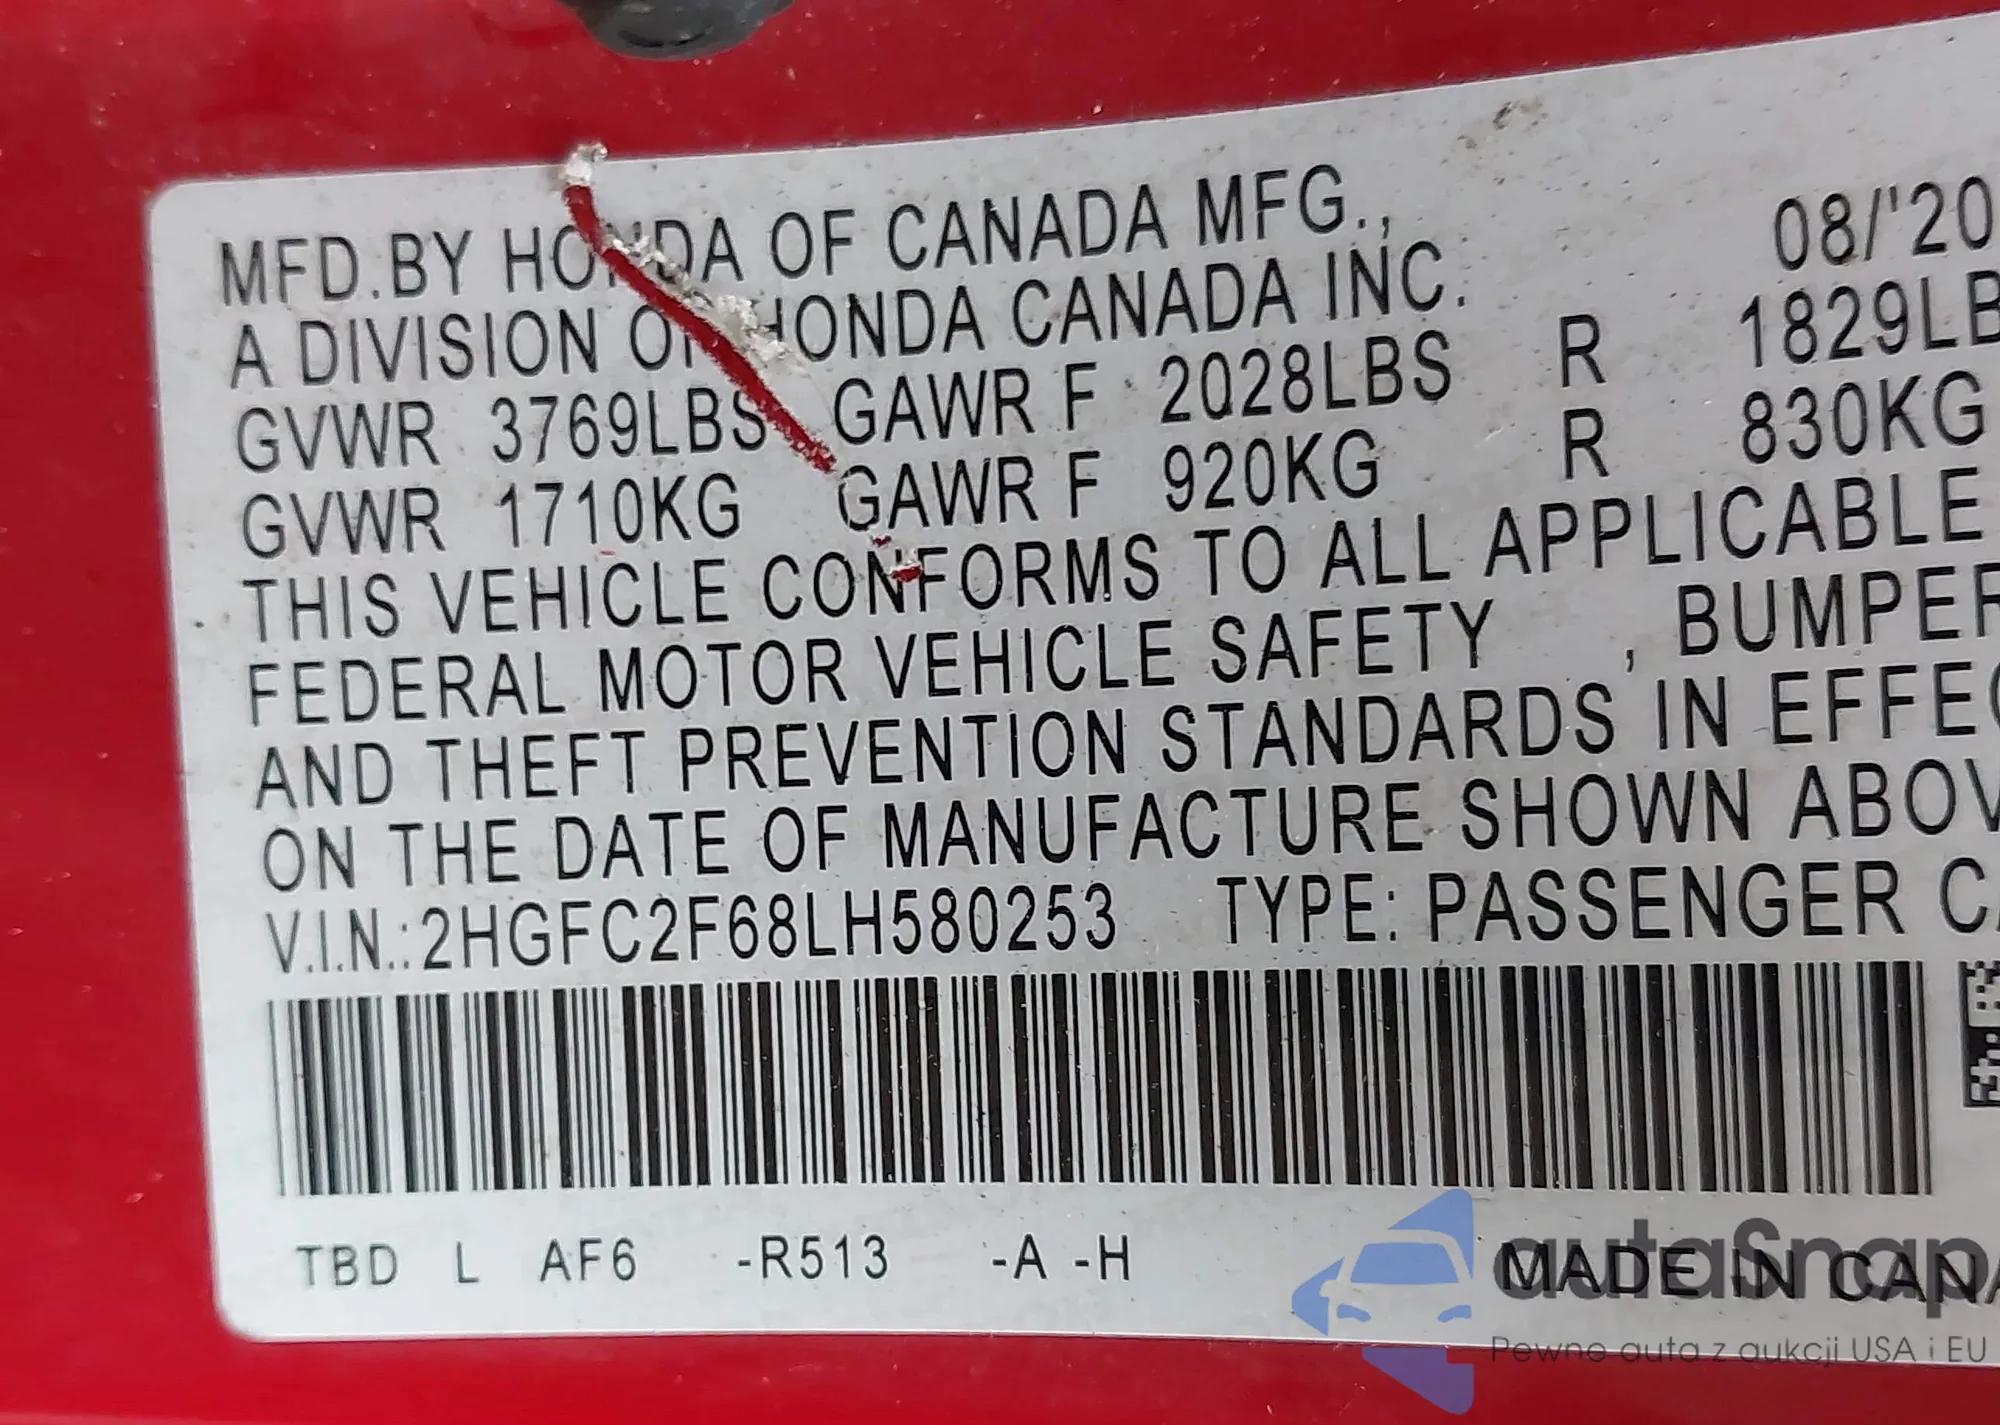 MFD.BY HONDA OF CANADA MFG., 08/'20
A DIVISION OF HONDA CANADA INC.
GVWR 3769LBS GAWR F 2028LBS R 1829LB
GVWR 1710KG GAWR F 920KG R 830KG
THIS VEHICLE CONFORMS TO ALL APPLICABLE
FEDERAL MOTOR VEHICLE SAFETY , BUMPER
AND THEFT PREVENTION STANDARDS IN EFFEC
ON THE DATE OF MANUFACTURE SHOWN ABOV
V.I.N.:2HGFC2F68LH580253 TYPE: PASSENGER CA
TBD L AF6 -R513 -A -H MADE IN CANA
autaSnap
Pewne auta z aukcji USA i EU